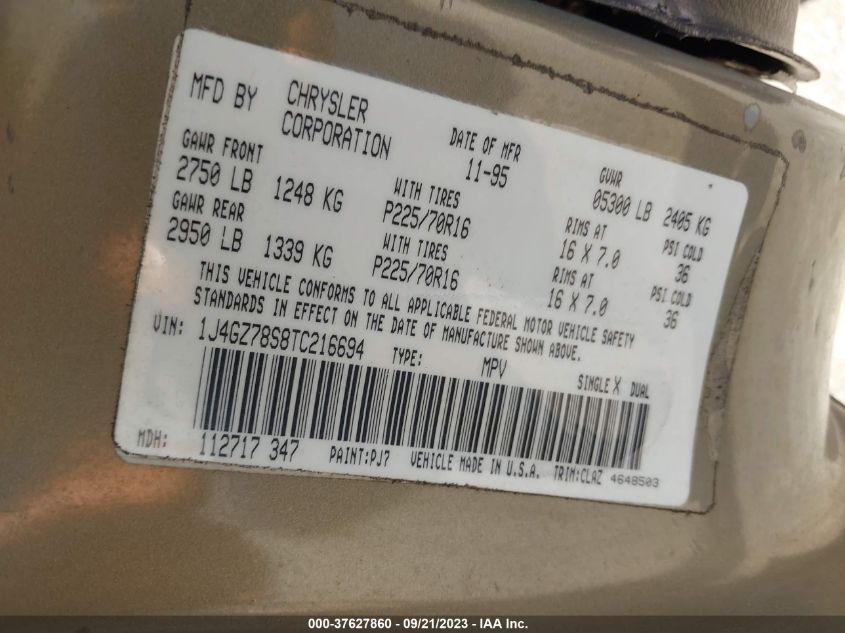 MFD BY CHRYSLER CORPORATION
DATE OF MFR 11-95
GVWR 05300 LB 2405 KG
GAWR FRONT 2750 LB 1248 KG
WITH TIRES P225/70R16
RIMS AT 16 X 7.0
PSI COLD 36
GAWR REAR 2950 LB 1339 KG
WITH TIRES P225/70R16
RIMS AT 16 X 7.0
PSI COLD 36
THIS VEHICLE CONFORMS TO ALL APPLICABLE FEDERAL MOTOR VEHICLE SAFETY
STANDARDS IN EFFECT ON THE DATE OF MANUFACTURE SHOWN ABOVE.
VIN: 1J4GZ78S8TC216694 TYPE: MPV SINGLE X DUAL
MDH: 112717 347 PAINT:PJ7 VEHICLE MADE IN U.S.A. TRIM:CLAZ 4648503
000-37627860 - 09/21/2023 - IAA Inc.